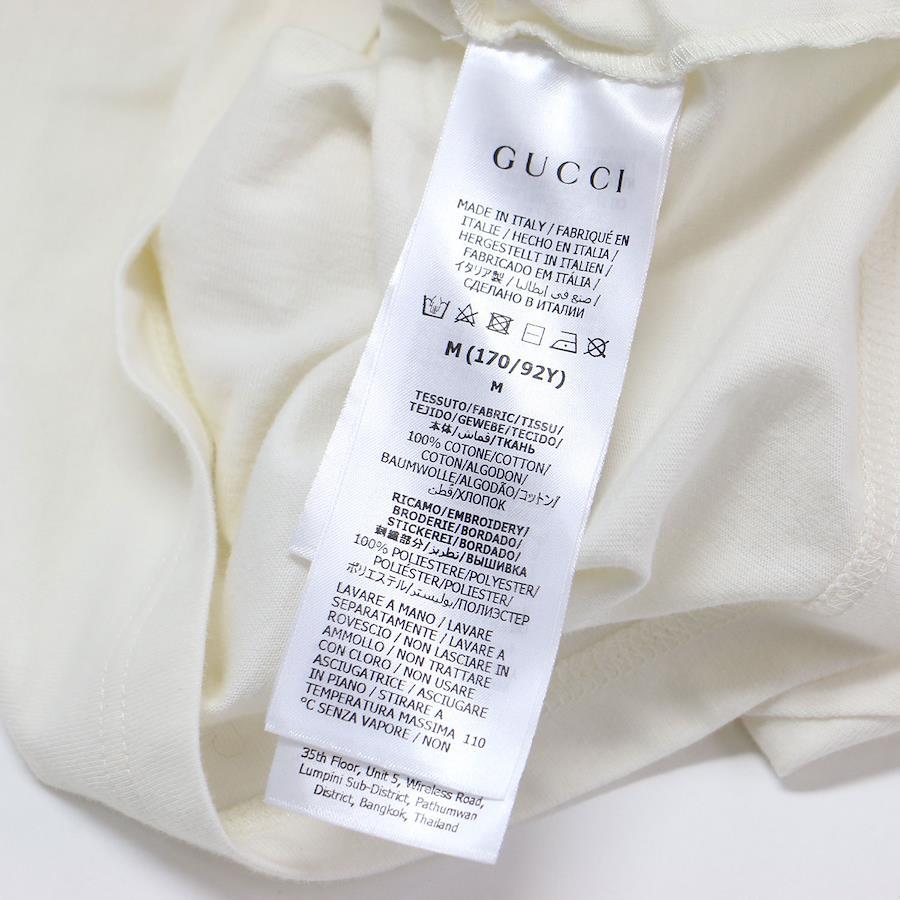 GUCCI
MADE IN ITALY / FABRIQUÉ EN
ITALIE / HECHO EN ITALIA /
HERGESTELLT IN ITALIEN /
FABRICADO EM ITÁLIA /
イタリア製 / صنع في إيطاليا /
СДЕЛАНО В ИТАЛИИ
M (170/92Y)
M
TESSUTO/FABRIC/TISSU/
TEJIDO/GEWEBE/TECIDO/
本体/قماش/ТКАНЬ
100% COTONE/COTTON/
COTON/ALGODON/
BAUMWOLLE/ALGODÃO/コットン/
قطن/ХЛОПОК
RICAMO/EMBROIDERY/
BRODERIE/BORDADO/
STICKEREI/BORDADO/
刺繍部分/تطريز/ВЫШИВКА
100% POLIESTERE/POLYESTER/
POLIÉSTER/POLIESTER/
ポリエステル/بوليستر/ПОЛИЭСТЕР
LAVARE A MANO / LAVARE
SEPARATAMENTE / LAVARE A
ROVESCIO / NON LASCIARE IN
AMMOLLO / NON TRATTARE
CON CLORO / NON USARE
ASCIUGATRICE / ASCIUGARE
IN PIANO / STIRARE A
TEMPERATURA MASSIMA 110
°C SENZA VAPORE / NON
35th Floor, Unit 5, Wireless Road,
Lumpini Sub-District, Pathumwan
District, Bangkok, Thailand